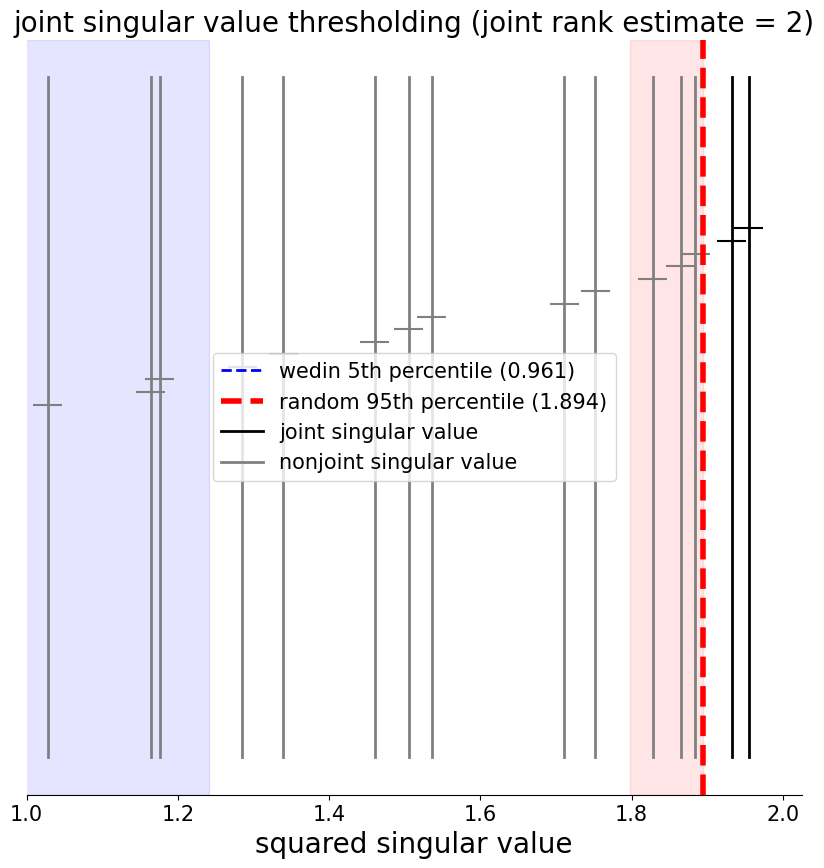 joint singular value thresholding (joint rank estimate = 2)
wedin 5th percentile (0.961)
random 95th percentile (1.894)
joint singular value
nonjoint singular value
1.0 1.2 1.4 1.6 1.8 2.0
squared singular value